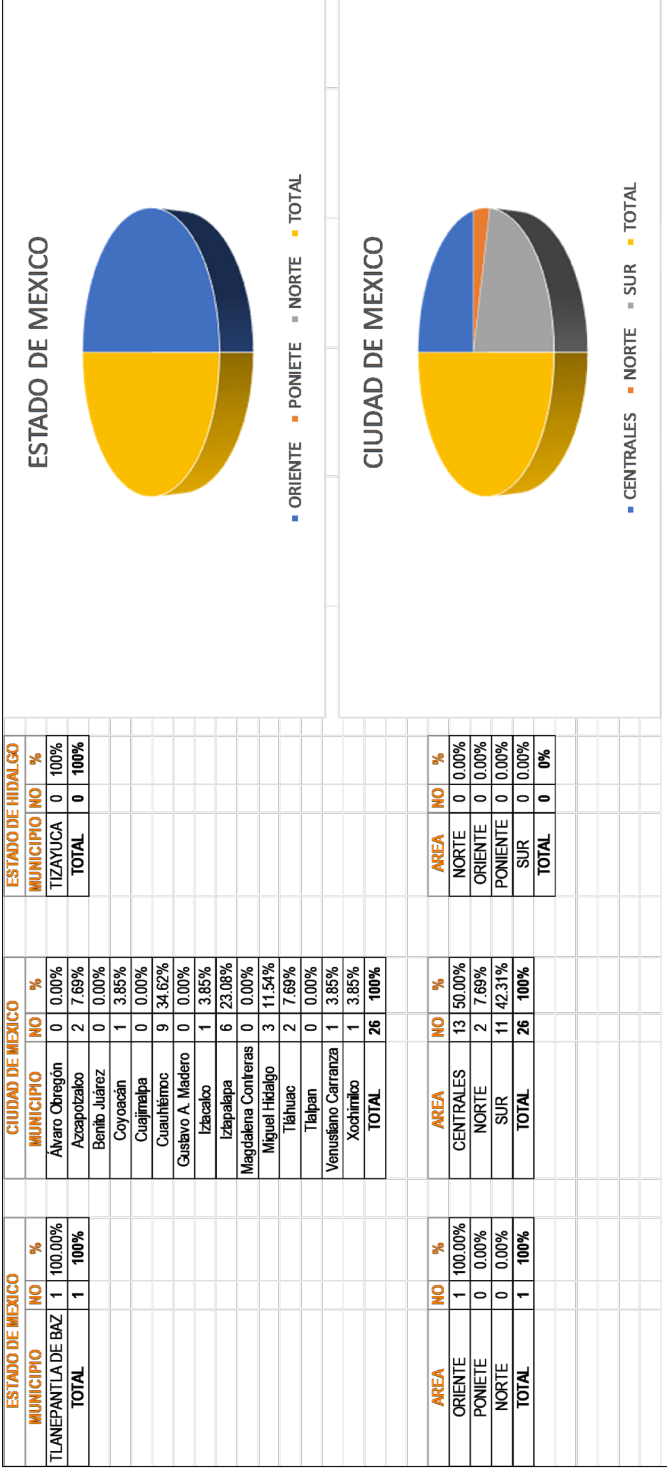 ESTADO DE MEXICO
MUNICIPIO NO %
TLANEPANTLA DE BAZ 1 100.00%
TOTAL 1 100%
CIUDAD DE MEXICO
MUNICIPIO NO %
Álvaro Obregón 0 0.00%
Azcapotzalco 2 7.69%
Benito Juárez 0 0.00%
Coyoacán 1 3.85%
Cuajimalpa 0 0.00%
Cuauhtémoc 9 34.62%
Gustavo A. Madero 0 0.00%
Iztacalco 1 3.85%
Iztapalapa 6 23.08%
Magdalena Contreras 0 0.00%
Miguel Hidalgo 3 11.54%
Tláhuac 2 7.69%
Tlalpan 0 0.00%
Venustiano Carranza 1 3.85%
Xochimilco 1 3.85%
TOTAL 26 100%
ESTADO DE HIDALGO
MUNICIPIO NO %
TIZAYUCA 0 100%
TOTAL 0 100%
AREA NO %
ORIENTE 1 100.00%
PONIETE 0 0.00%
NORTE 0 0.00%
TOTAL 1 100%
AREA NO %
CENTRALES 13 50.00%
NORTE 2 7.69%
SUR 11 42.31%
TOTAL 26 100%
AREA NO %
NORTE 0 0.00%
ORIENTE 0 0.00%
PONIENTE 0 0.00%
SUR 0 0.00%
TOTAL 0 0%
ESTADO DE MEXICO
ORIENTE PONIETE NORTE TOTAL
CIUDAD DE MEXICO
CENTRALES NORTE SUR TOTAL